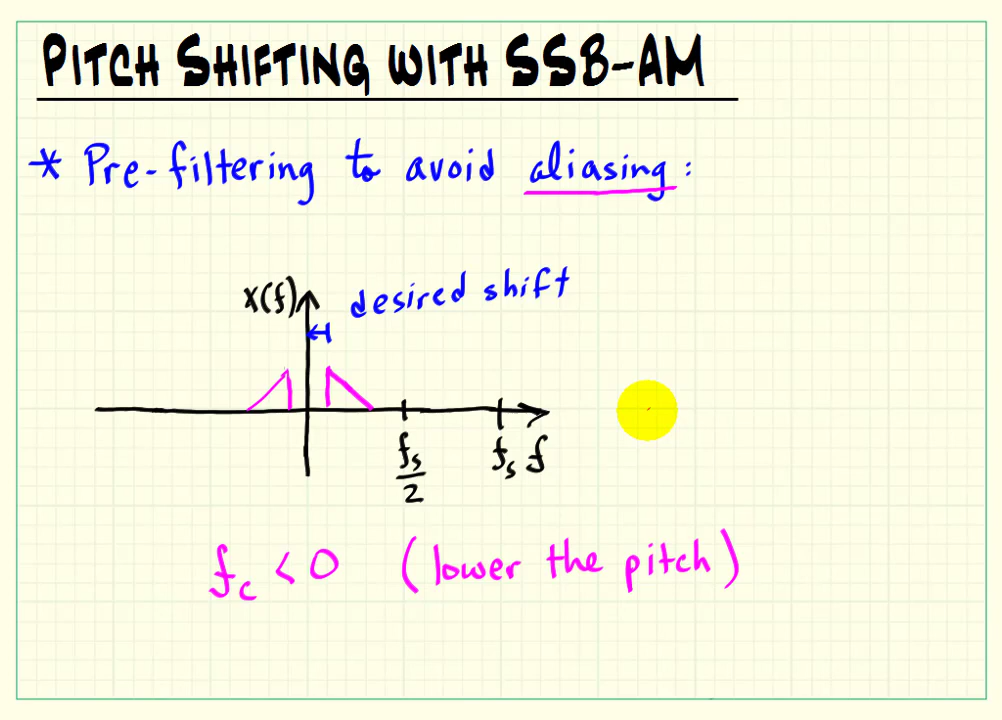 PITCH SHIFTING WITH SSB-AM
* Pre-filtering to avoid aliasing:
X(f)
desired shift
fs/2
fs
f
fc < 0 (lower the pitch)